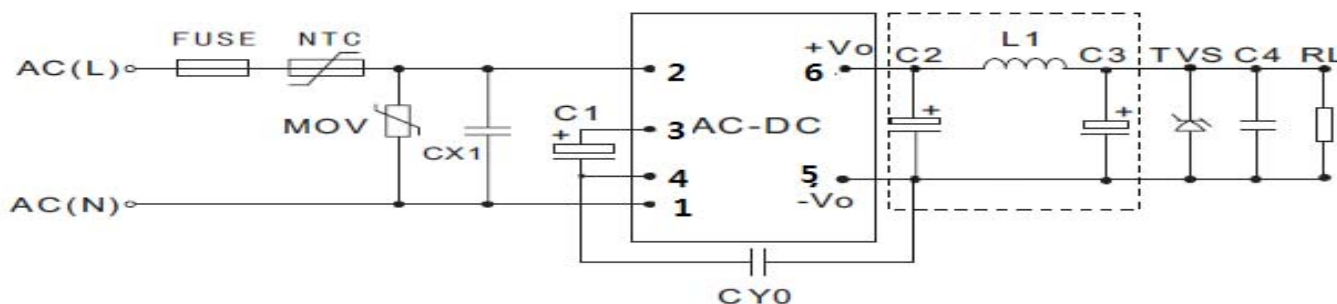 FUSE NTC
AC(L)
MOV
CX1
C1
+
2
3
4
1
AC-DC
+Vo
6
5
-Vo
C2
+
L1
C3
+
TVS
C4
RL
AC(N)
CY0